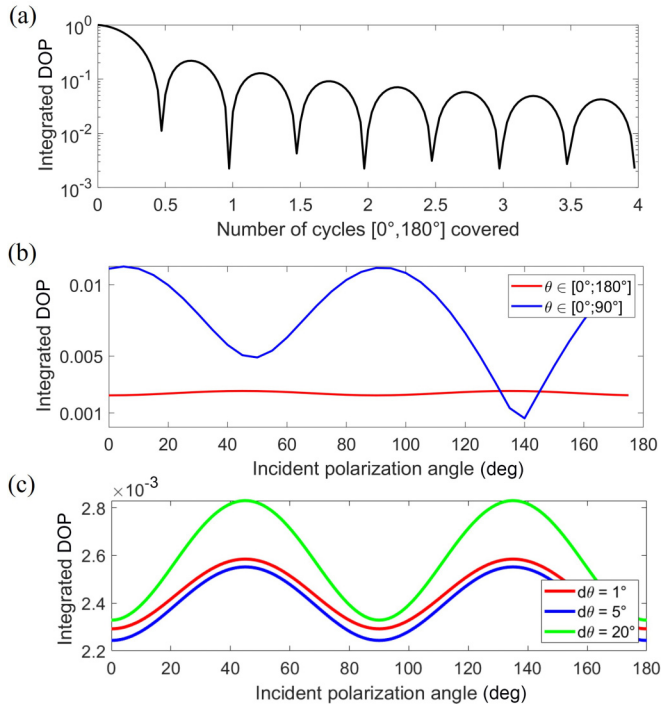 (a)
Integrated DOP
10^0
10^-1
10^-2
10^-3
0 0.5 1 1.5 2 2.5 3 3.5 4
Number of cycles [0°,180°] covered
(b)
Integrated DOP
0.01
0.005
0.001
θ ∈ [0°;180°]
θ ∈ [0°;90°]
0 20 40 60 80 100 120 140 160 180
Incident polarization angle (deg)
(c)
×10^-3
Integrated DOP
2.8
2.6
2.4
2.2
dθ = 1°
dθ = 5°
dθ = 20°
0 20 40 60 80 100 120 140 160 180
Incident polarization angle (deg)